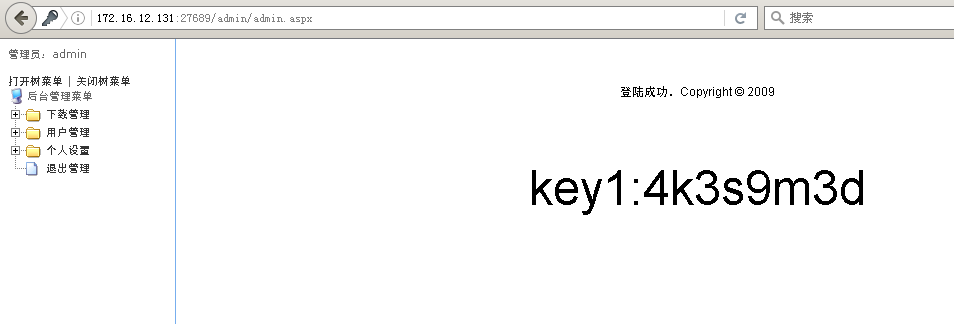 172.16.12.131:27689/admin/admin.aspx
搜索
管理员：admin
打开树菜单 | 关闭树菜单
后台管理菜单
下载管理
用户管理
个人设置
退出管理
登陆成功．Copyright © 2009
key1:4k3s9m3d